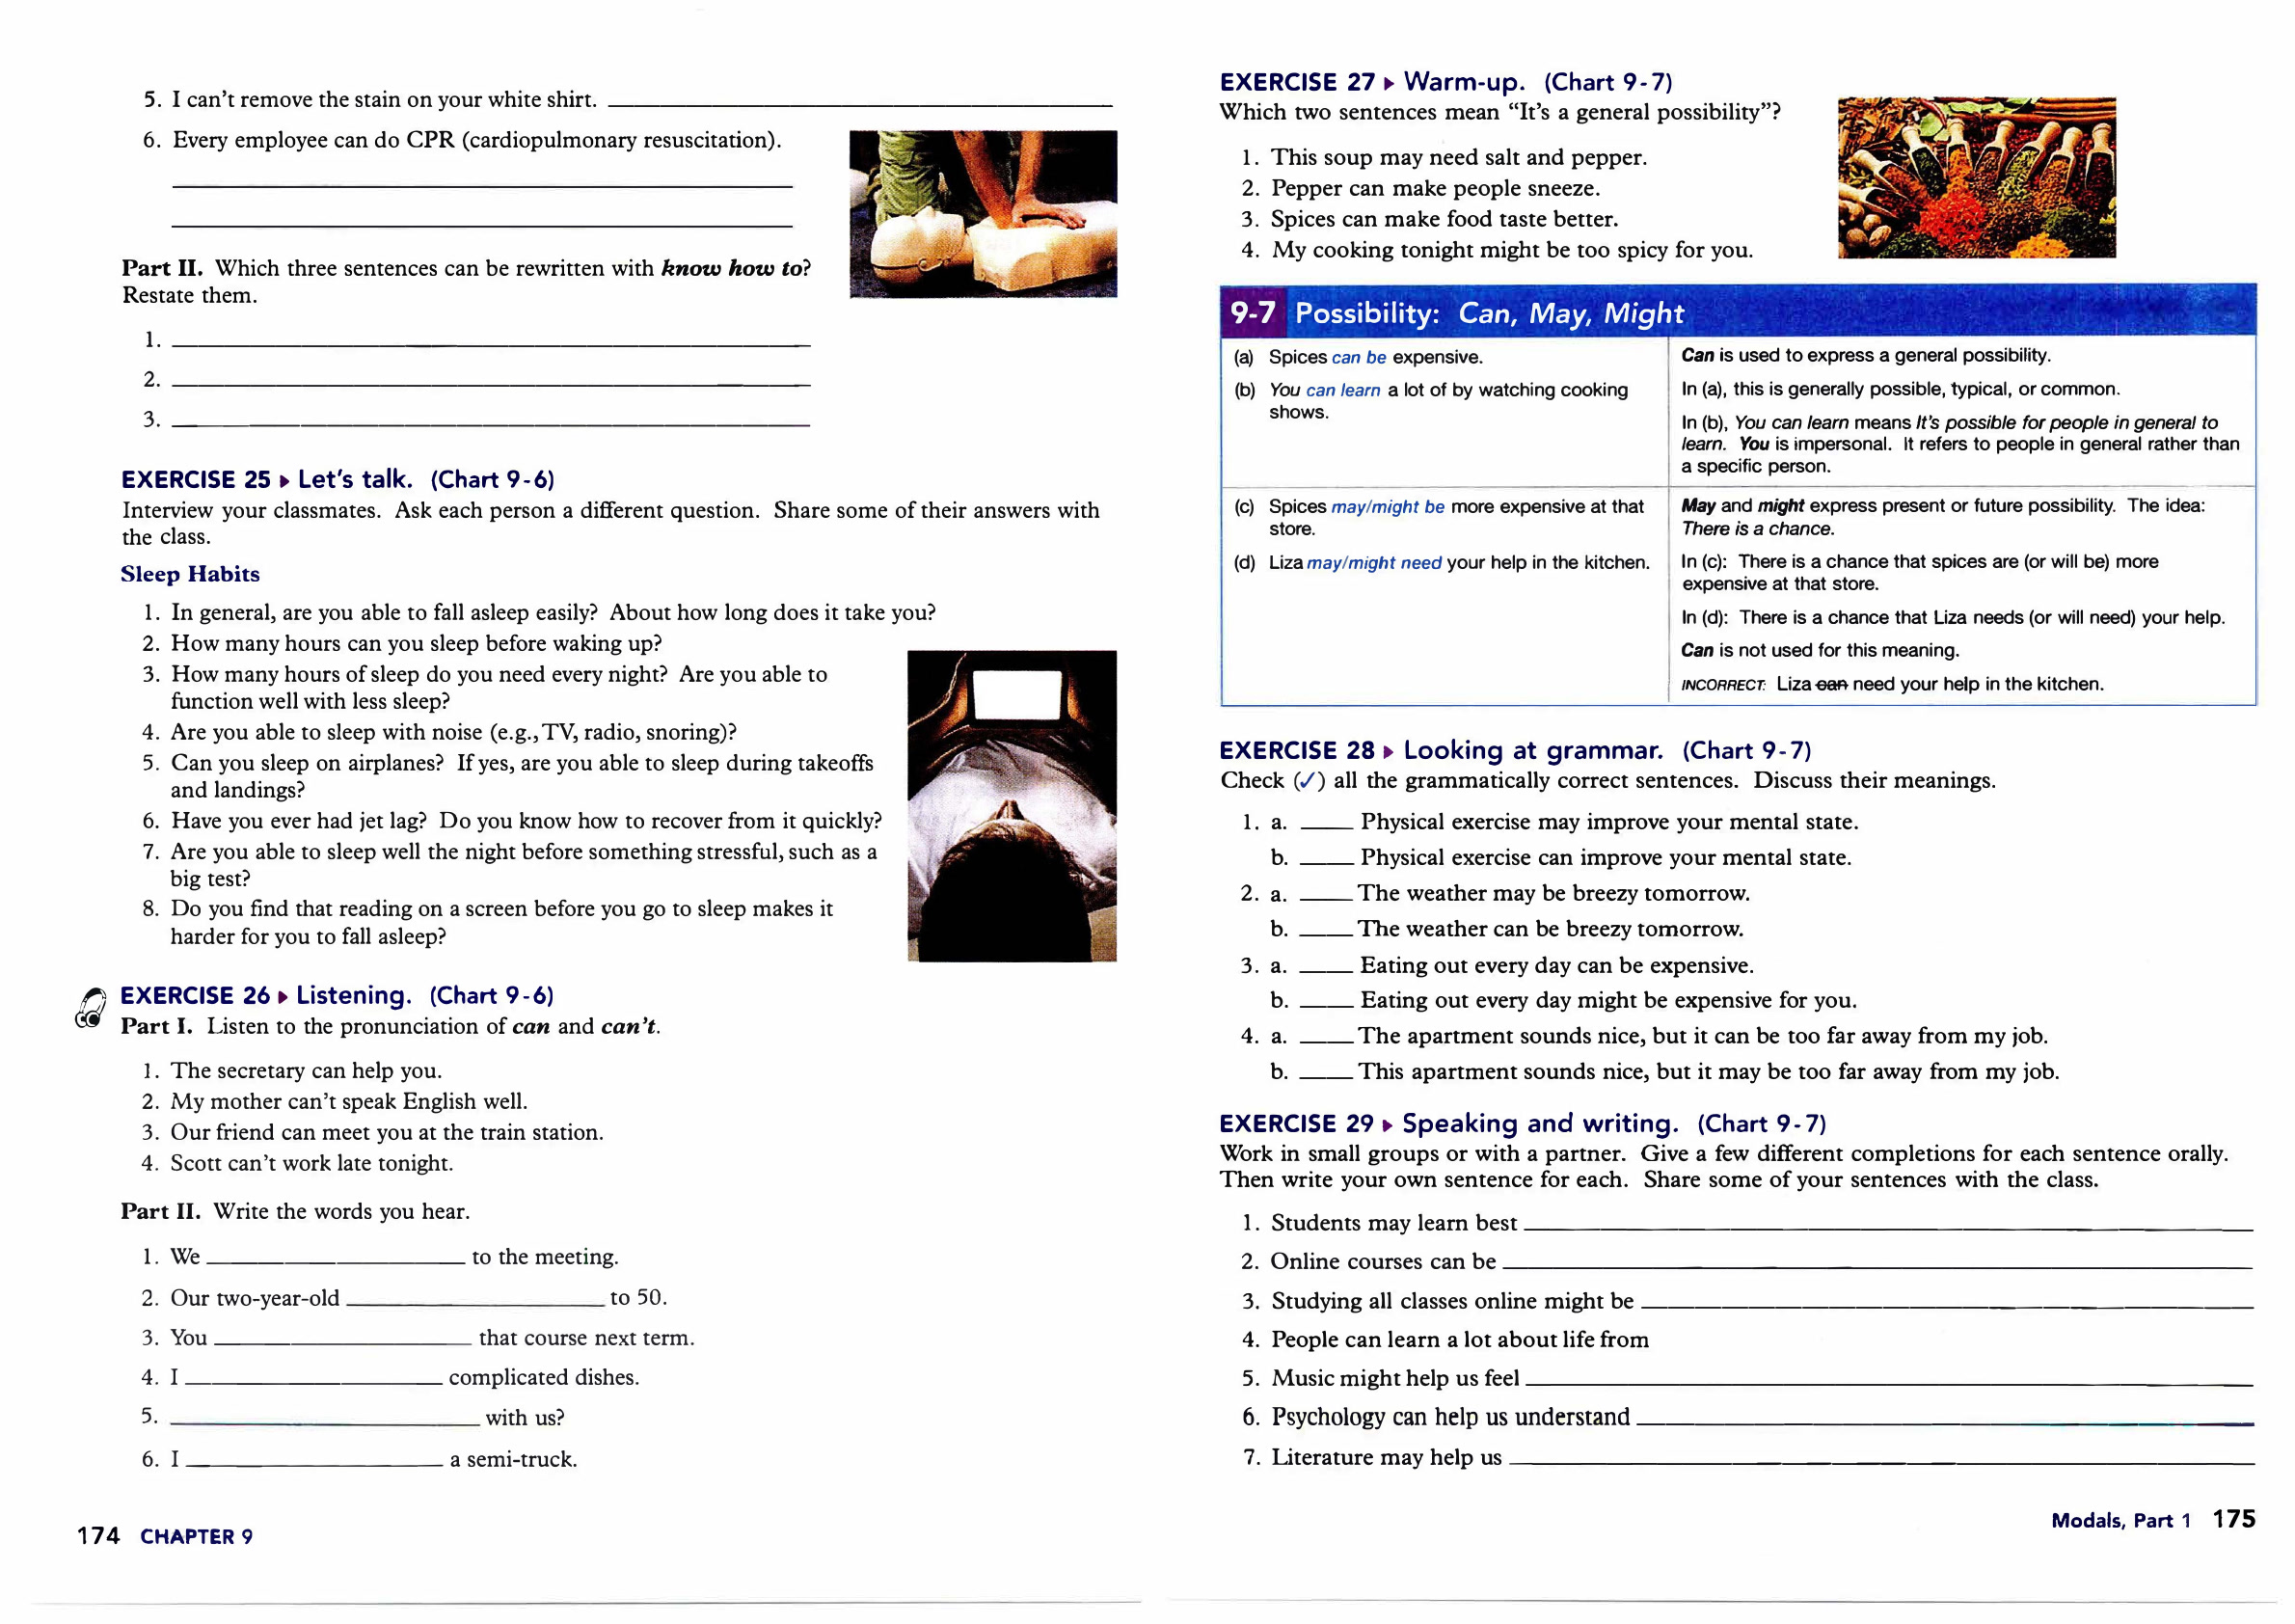 5. I can't remove the stain on your white shirt.
6. Every employee can do CPR (cardiopulmonary resuscitation).
Part II. Which three sentences can be rewritten with know how to?
Restate them.
1.
2.
3.
EXERCISE 25 ▸ Let's talk. (Chart 9-6)
Interview your classmates. Ask each person a different question. Share some of their answers with
the class.
Sleep Habits
1. In general, are you able to fall asleep easily? About how long does it take you?
2. How many hours can you sleep before waking up?
3. How many hours of sleep do you need every night? Are you able to
function well with less sleep?
4. Are you able to sleep with noise (e.g., TV, radio, snoring)?
5. Can you sleep on airplanes? If yes, are you able to sleep during takeoffs
and landings?
6. Have you ever had jet lag? Do you know how to recover from it quickly?
7. Are you able to sleep well the night before something stressful, such as a
big test?
8. Do you find that reading on a screen before you go to sleep makes it
harder for you to fall asleep?
EXERCISE 26 ▸ Listening. (Chart 9-6)
Part I. Listen to the pronunciation of can and can't.
1. The secretary can help you.
2. My mother can't speak English well.
3. Our friend can meet you at the train station.
4. Scott can't work late tonight.
Part II. Write the words you hear.
1. We ____ to the meeting.
2. Our two-year-old ____ to 50.
3. You ____ that course next term.
4. I ____ complicated dishes.
5. ____ with us?
6. I ____ a semi-truck.
174 CHAPTER 9
EXERCISE 27 ▸ Warm-up. (Chart 9-7)
Which two sentences mean "It's a general possibility"?
1. This soup may need salt and pepper.
2. Pepper can make people sneeze.
3. Spices can make food taste better.
4. My cooking tonight might be too spicy for you.
9-7 Possibility: Can, May, Might
(a) Spices can be expensive.
(b) You can learn a lot of by watching cooking
shows.
Can is used to express a general possibility.
In (a), this is generally possible, typical, or common.
In (b), You can learn means It's possible for people in general to
learn. You is impersonal. It refers to people in general rather than
a specific person.
(c) Spices may/might be more expensive at that
store.
(d) Liza may/might need your help in the kitchen.
May and might express present or future possibility. The idea:
There is a chance.
In (c): There is a chance that spices are (or will be) more
expensive at that store.
In (d): There is a chance that Liza needs (or will need) your help.
Can is not used for this meaning.
INCORRECT: Liza can need your help in the kitchen.
EXERCISE 28 ▸ Looking at grammar. (Chart 9-7)
Check (✓) all the grammatically correct sentences. Discuss their meanings.
1. a. ____ Physical exercise may improve your mental state.
b. ____ Physical exercise can improve your mental state.
2. a. ____ The weather may be breezy tomorrow.
b. ____ The weather can be breezy tomorrow.
3. a. ____ Eating out every day can be expensive.
b. ____ Eating out every day might be expensive for you.
4. a. ____ The apartment sounds nice, but it can be too far away from my job.
b. ____ This apartment sounds nice, but it may be too far away from my job.
EXERCISE 29 ▸ Speaking and writing. (Chart 9-7)
Work in small groups or with a partner. Give a few different completions for each sentence orally.
Then write your own sentence for each. Share some of your sentences with the class.
1. Students may learn best
2. Online courses can be
3. Studying all classes online might be
4. People can learn a lot about life from
5. Music might help us feel
6. Psychology can help us understand
7. Literature may help us
Modals, Part 1 175